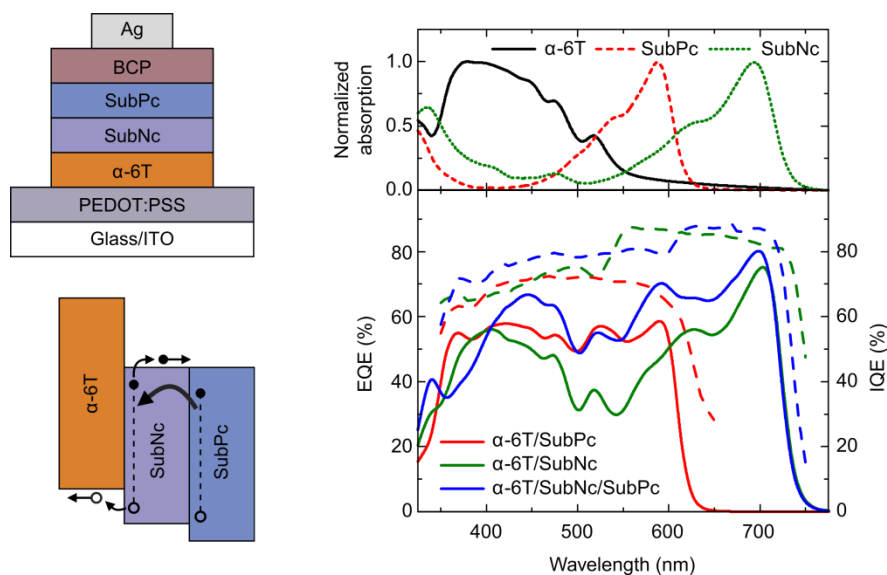 Ag
BCP
SubPc
SubNc
α-6T
PEDOT:PSS
Glass/ITO
α-6T
SubNc
SubPc
Normalized
absorption
1.0
0.5
0.0
α-6T SubPc SubNc
EQE (%)
80
60
40
20
0
α-6T/SubPc
α-6T/SubNc
α-6T/SubNc/SubPc
80
60
40
20
0
IQE (%)
400 500 600 700
Wavelength (nm)